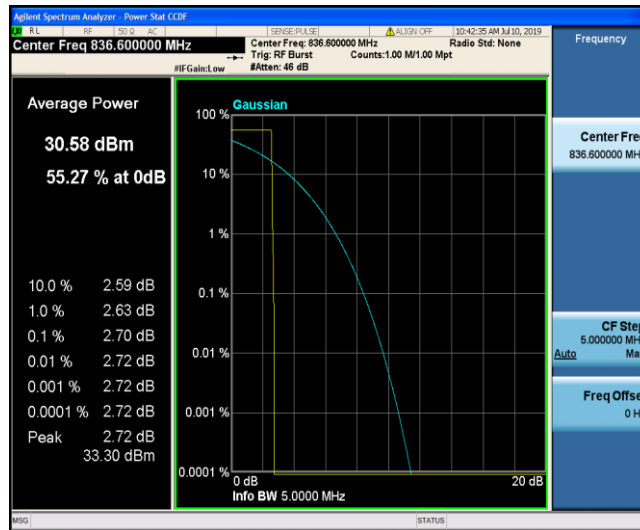 Agilent Spectrum Analyzer - Power Stat CCDF
RL RF 50 Ω AC SENSE:PULSE ALIGN OFF 10:42:35 AM Jul 10, 2019
Center Freq 836.600000 MHz
Center Freq: 836.600000 MHz Radio Std: None
Trig: RF Burst Counts:1.00 M/1.00 Mpt
#IFGain:Low #Atten: 46 dB
Frequency
Average Power
30.58 dBm
55.27 % at 0dB
10.0 % 2.59 dB
1.0 % 2.63 dB
0.1 % 2.70 dB
0.01 % 2.72 dB
0.001 % 2.72 dB
0.0001 % 2.72 dB
Peak 2.72 dB
33.30 dBm
Gaussian
100 %
10 %
1 %
0.1 %
0.01 %
0.001 %
0.0001 %
0 dB 20 dB
Info BW 5.0000 MHz
Center Fre
836.600000 MH
CF Step
5.000000 MH
Auto Ma
Freq Offse
0 H
MSG STATUS